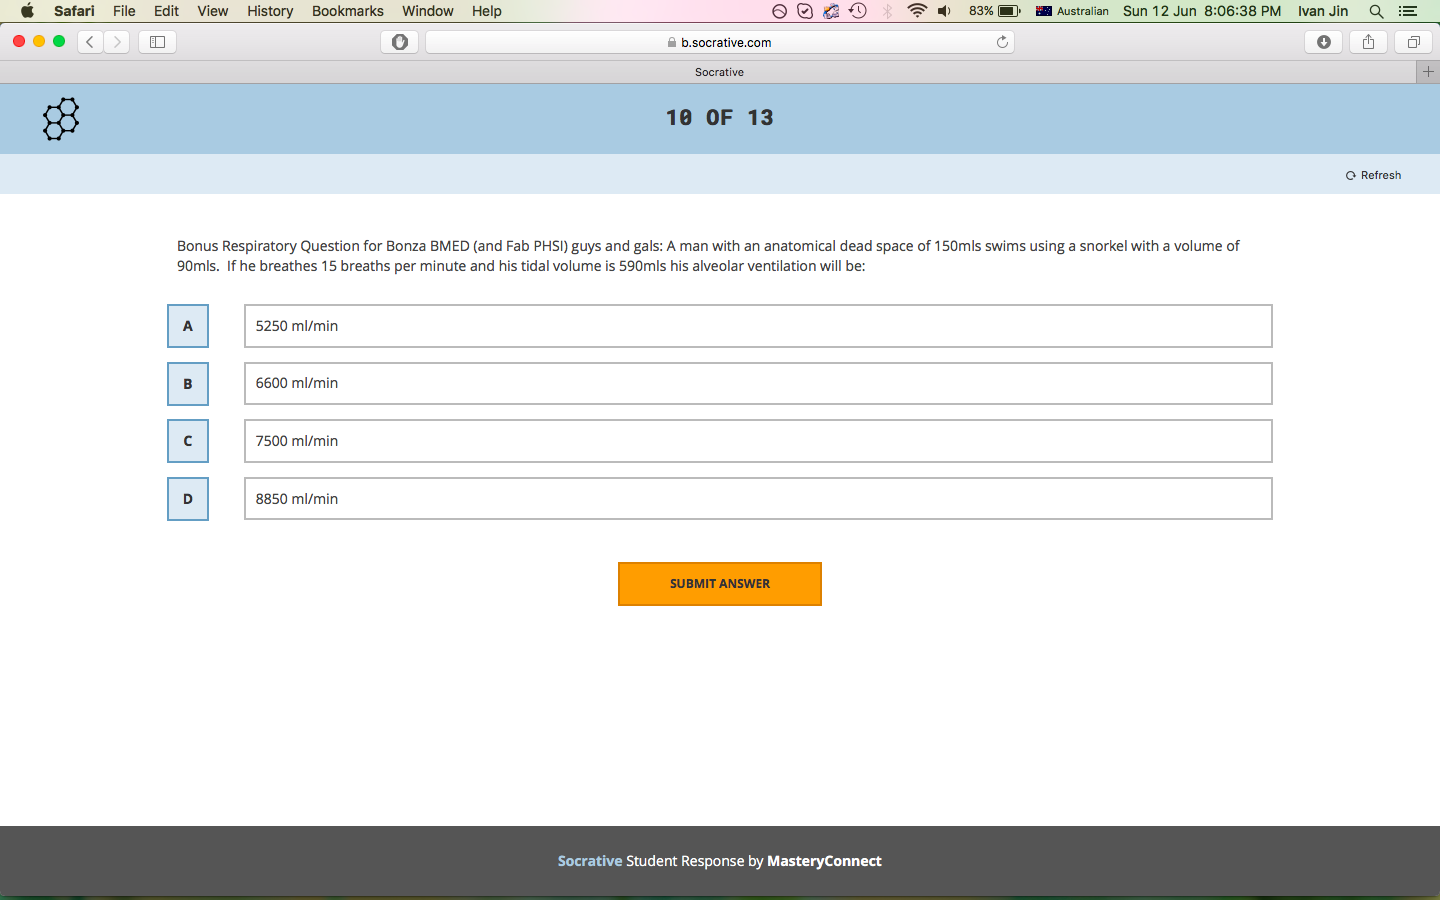 Safari File Edit View History Bookmarks Window Help 83% Australian Sun 12 Jun 8:06:38 PM Ivan Jin
b.socrative.com
Socrative
10 OF 13
Refresh
Bonus Respiratory Question for Bonza BMED (and Fab PHSI) guys and gals: A man with an anatomical dead space of 150mls swims using a snorkel with a volume of
90mls. If he breathes 15 breaths per minute and his tidal volume is 590mls his alveolar ventilation will be:
A 5250 ml/min
B 6600 ml/min
C 7500 ml/min
D 8850 ml/min
SUBMIT ANSWER
Socrative Student Response by MasteryConnect